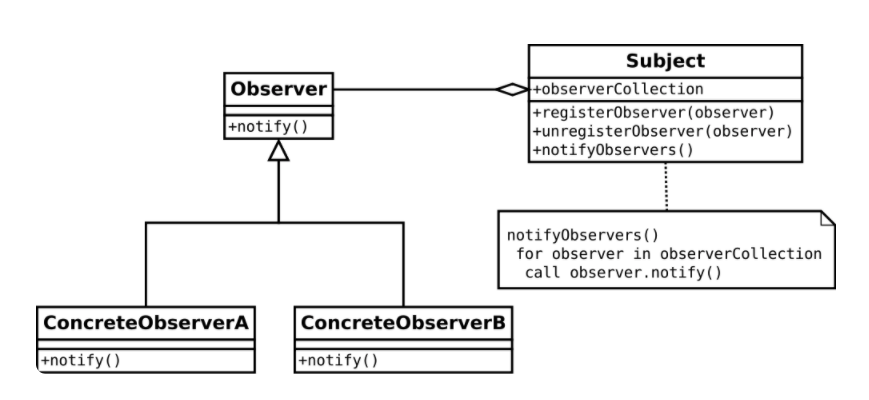 Subject
+observerCollection
+registerObserver(observer)
+unregisterObserver(observer)
+notifyObservers()
Observer
+notify()
notifyObservers()
for observer in observerCollection
call observer.notify()
ConcreteObserverA
+notify()
ConcreteObserverB
+notify()